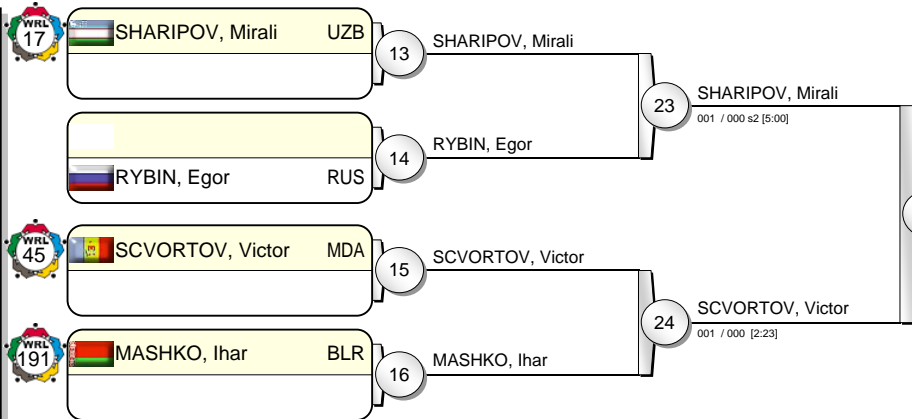 WRL
17
SHARIPOV, Mirali UZB
13
SHARIPOV, Mirali
23
SHARIPOV, Mirali
001 / 000 s2 [5:00]
14
RYBIN, Egor
RYBIN, Egor RUS
WRL
45
SCVORTOV, Victor MDA
15
SCVORTOV, Victor
24
SCVORTOV, Victor
001 / 000 [2:23]
WRL
191
MASHKO, Ihar BLR
16
MASHKO, Ihar